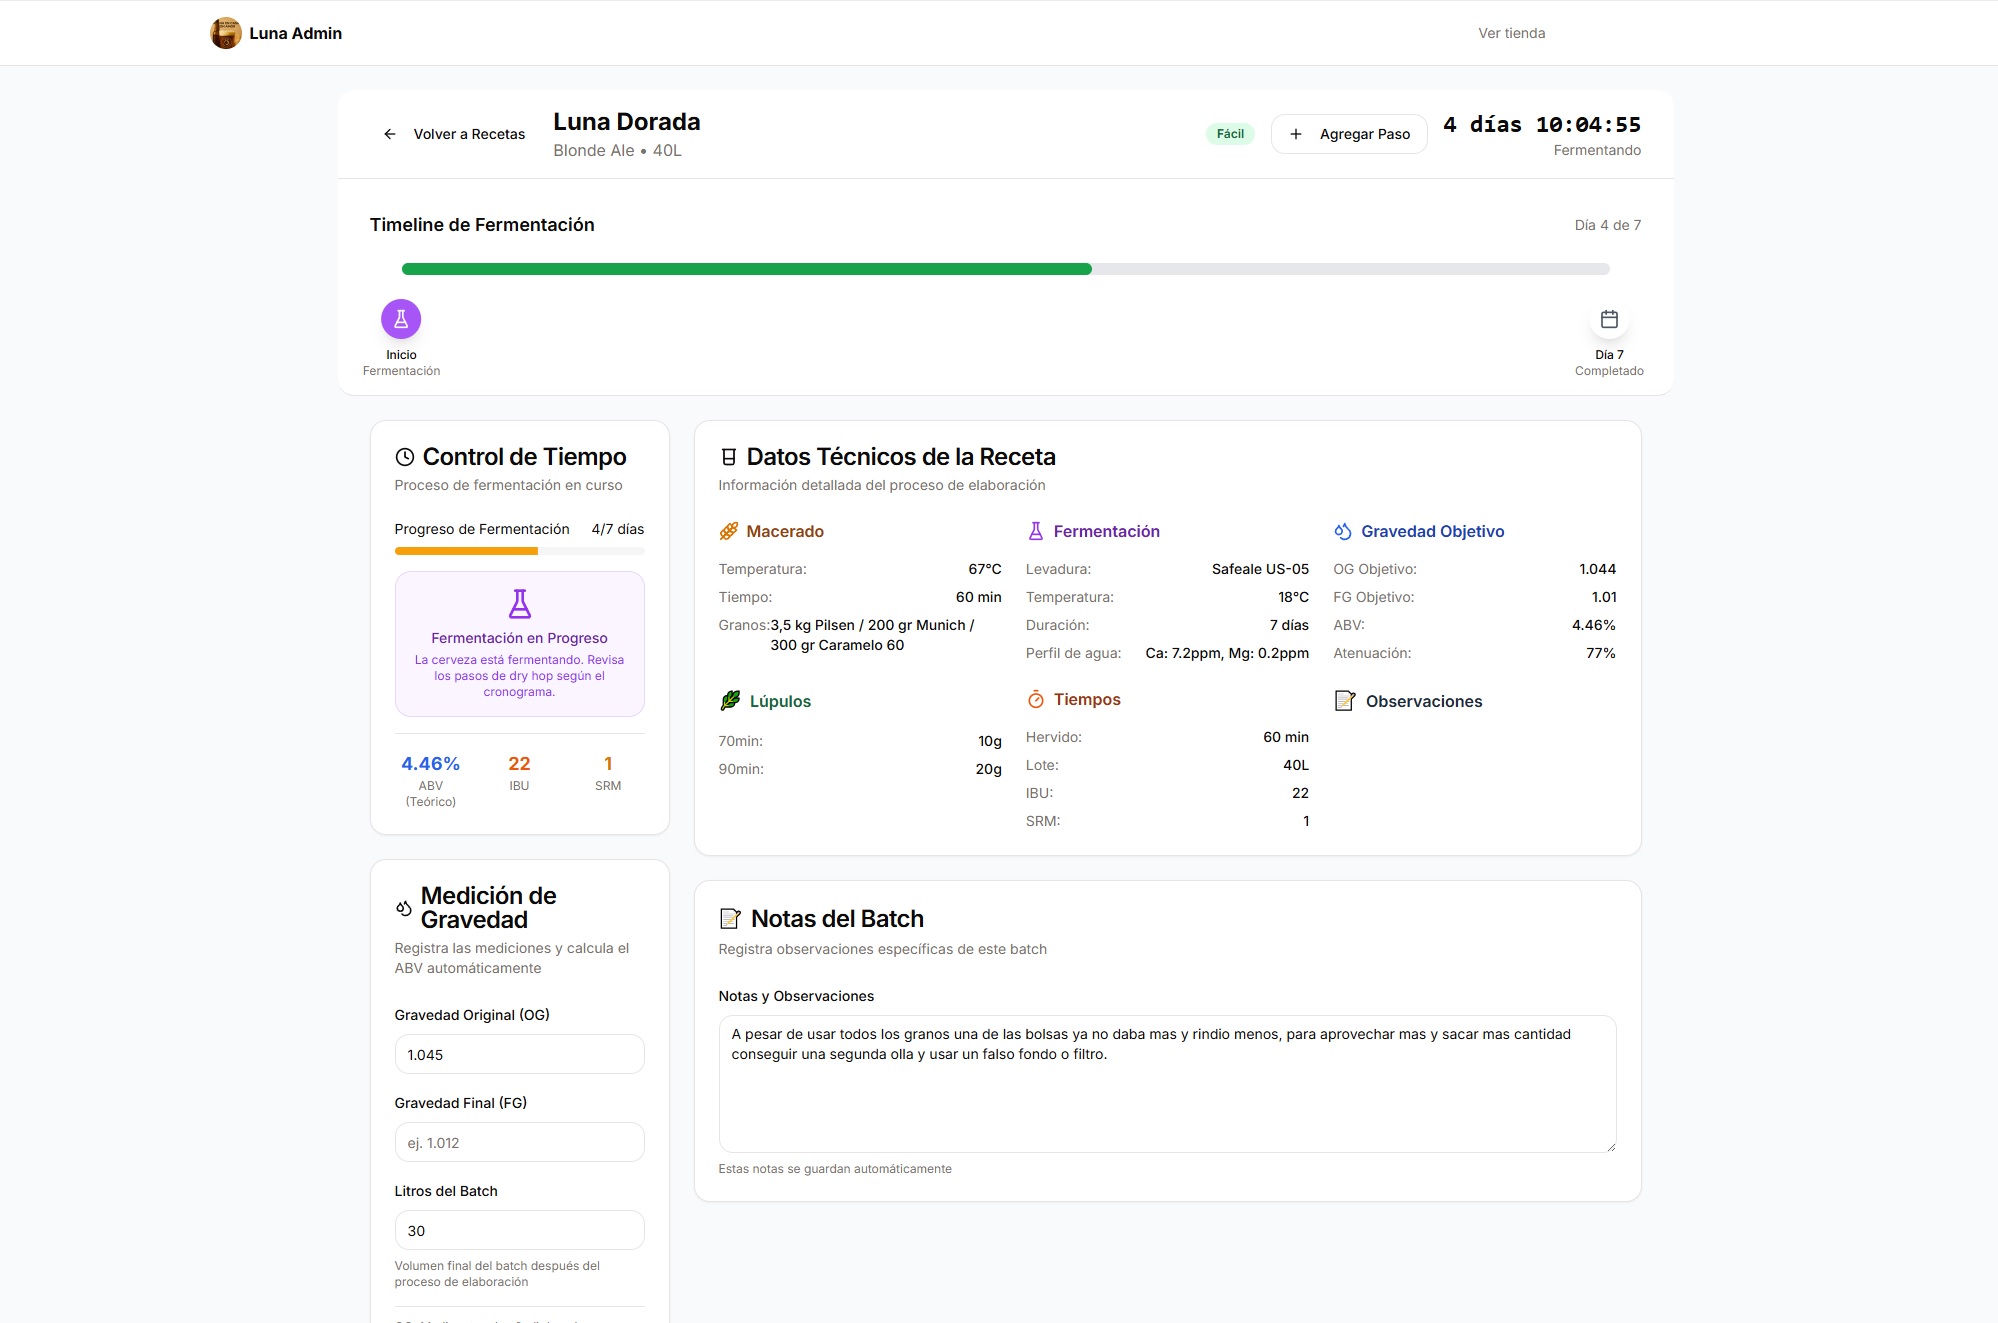 Luna Admin
Ver tienda
Volver a Recetas
Luna Dorada
Blonde Ale • 40L
Fácil
Agregar Paso
4 días 10:04:55
Fermentando
Timeline de Fermentación
Día 4 de 7
Inicio
Fermentación
Día 7
Completado
Control de Tiempo
Proceso de fermentación en curso
Progreso de Fermentación 4/7 días
Fermentación en Progreso
La cerveza está fermentando. Revisa
los pasos de dry hop según el
cronograma.
4.46% 22 1
ABV IBU SRM
(Teórico)
Datos Técnicos de la Receta
Información detallada del proceso de elaboración
Macerado
Temperatura: 67°C
Tiempo: 60 min
Granos: 3,5 kg Pilsen / 200 gr Munich /
300 gr Caramelo 60
Fermentación
Levadura: Safeale US-05
Temperatura: 18°C
Duración: 7 días
Perfil de agua: Ca: 7.2ppm, Mg: 0.2ppm
Gravedad Objetivo
OG Objetivo: 1.044
FG Objetivo: 1.01
ABV: 4.46%
Atenuación: 77%
Lúpulos
70min: 10g
90min: 20g
Tiempos
Hervido: 60 min
Lote: 40L
IBU: 22
SRM: 1
Observaciones
Medición de
Gravedad
Registra las mediciones y calcula el
ABV automáticamente
Gravedad Original (OG)
1.045
Gravedad Final (FG)
ej. 1.012
Litros del Batch
30
Volumen final del batch después del
proceso de elaboración
Notas del Batch
Registra observaciones específicas de este batch
Notas y Observaciones
A pesar de usar todos los granos una de las bolsas ya no daba mas y rindio menos, para aprovechar mas y sacar mas cantidad
conseguir una segunda olla y usar un falso fondo o filtro.
Estas notas se guardan automáticamente